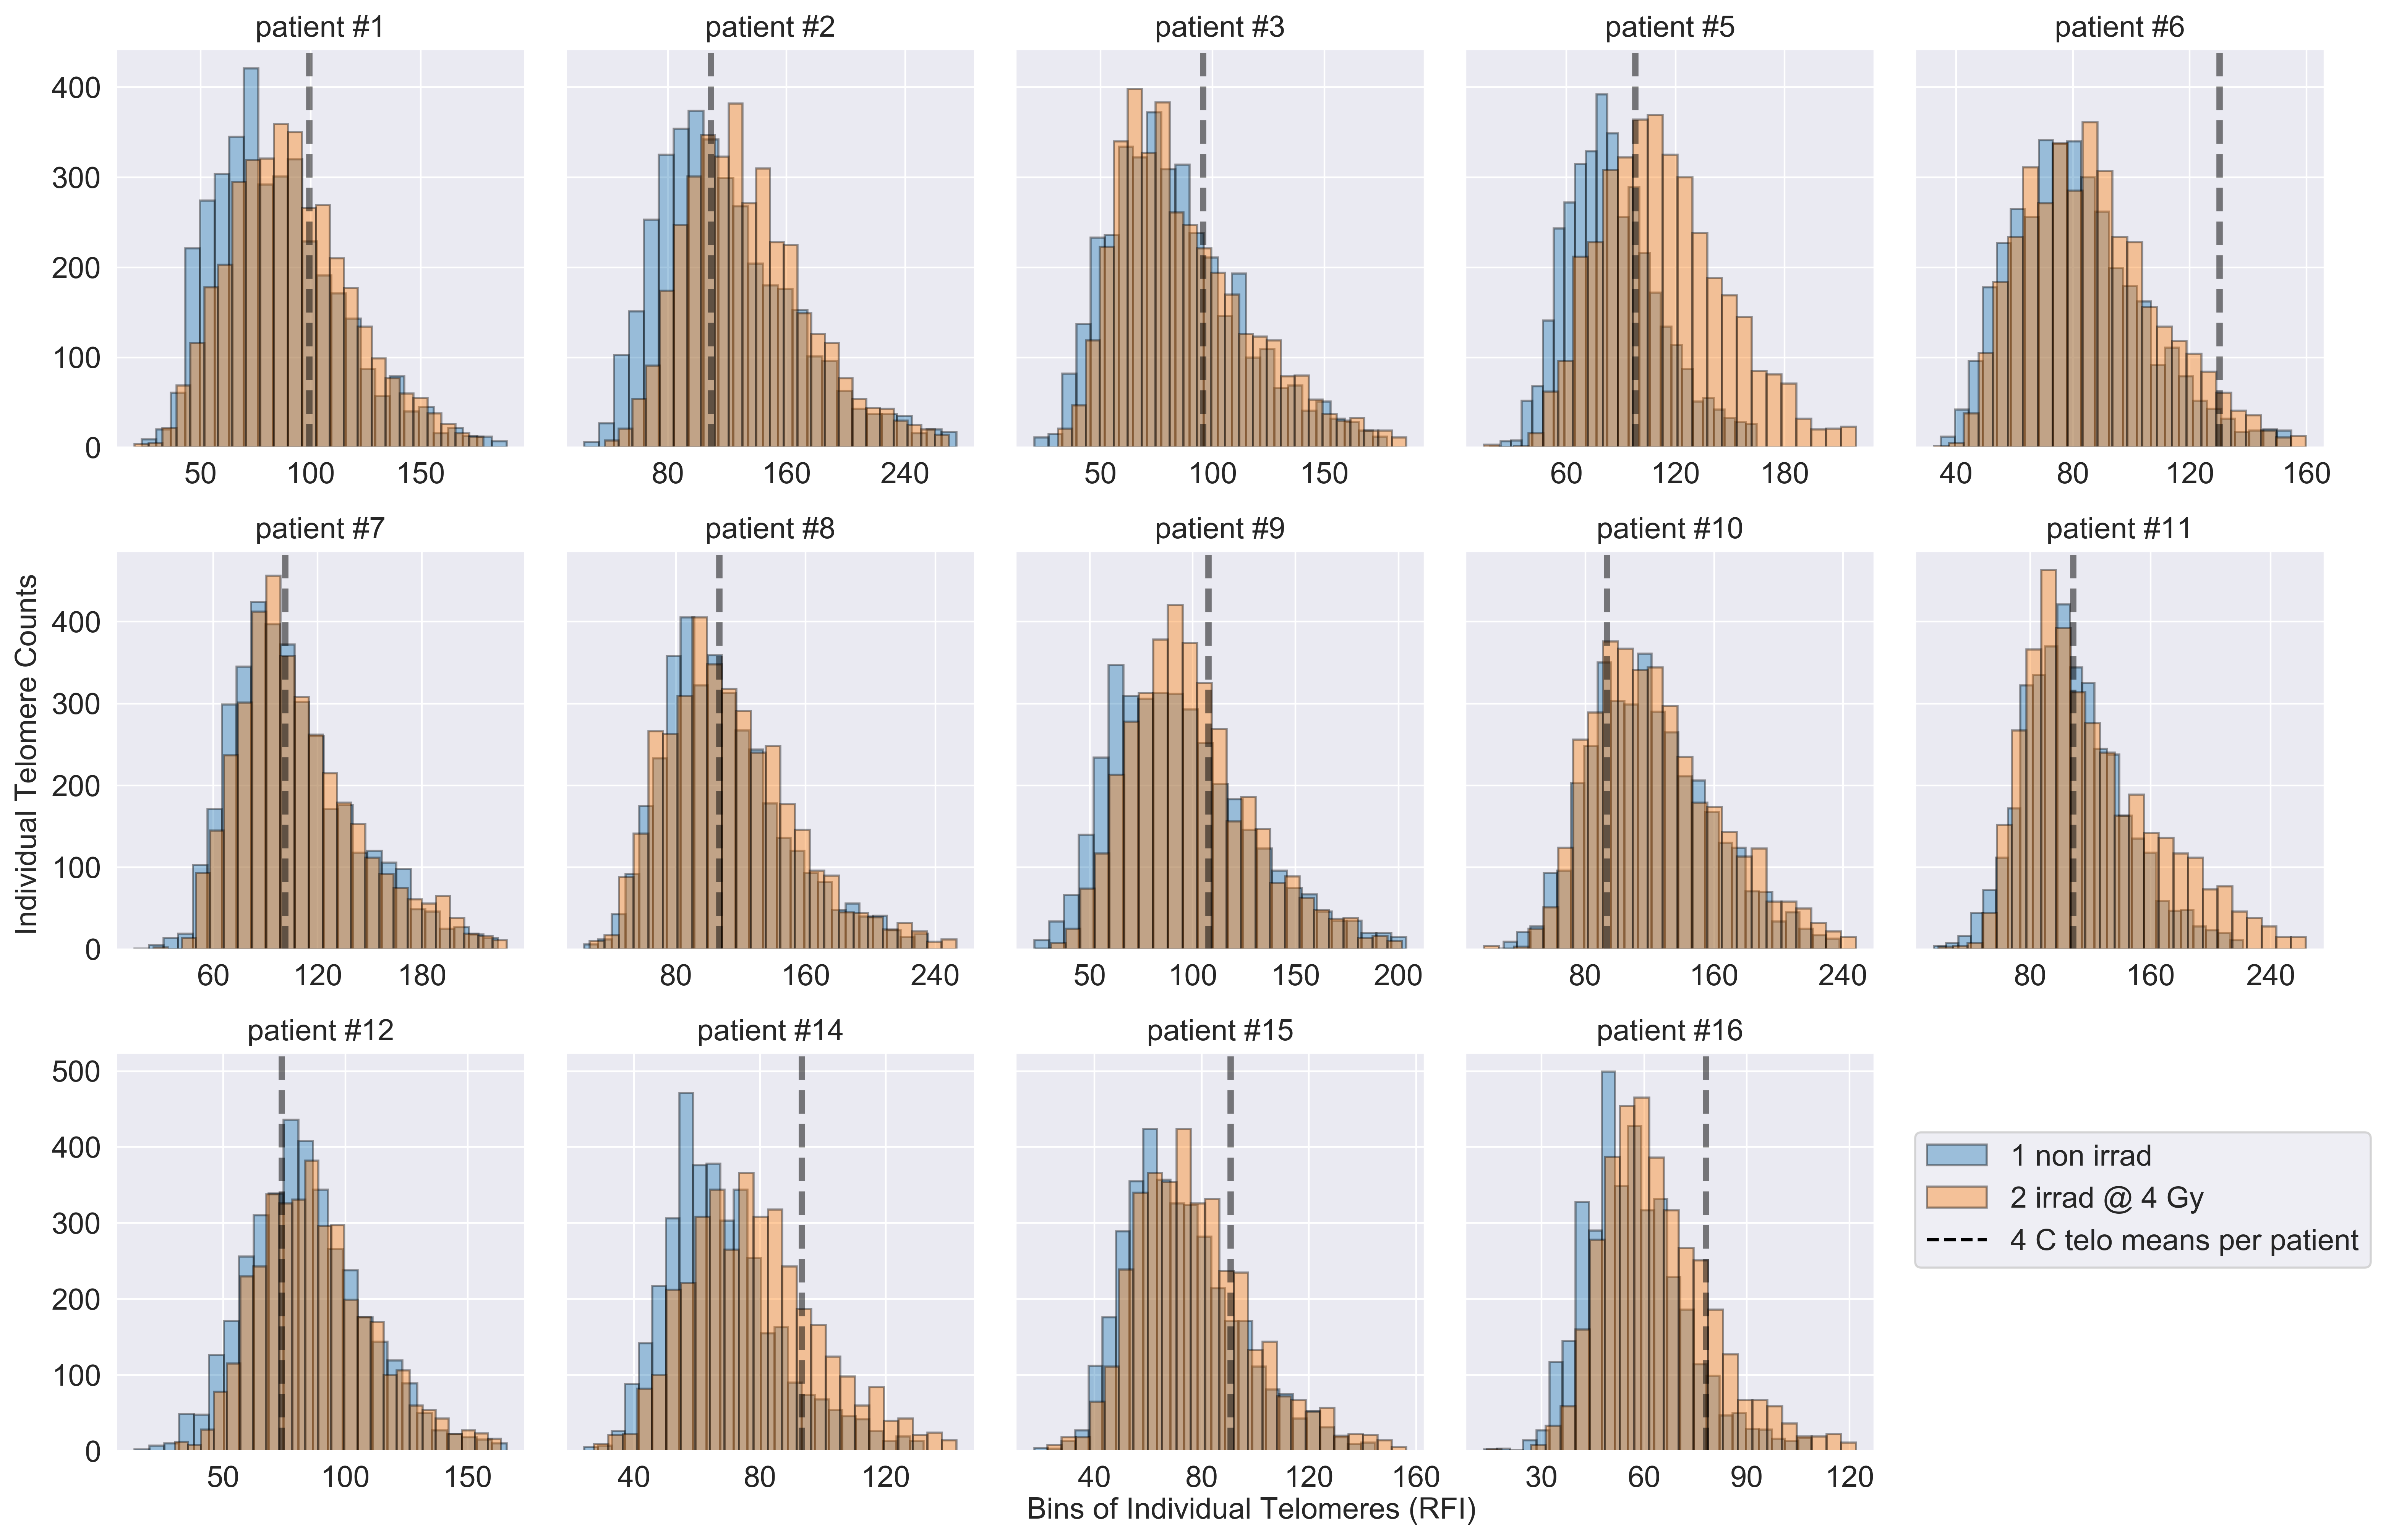 patient #1 patient #2 patient #3 patient #5 patient #6
400
300
200
100
0
50 100 150 80 160 240 50 100 150 60 120 180 40 80 120 160
patient #7 patient #8 patient #9 patient #10 patient #11
Individual Telomere Counts
400
300
200
100
0
60 120 180 80 160 240 50 100 150 200 80 160 240 80 160 240
patient #12 patient #14 patient #15 patient #16
500
400
300
200
100
0
50 100 150 40 80 120 40 80 120 160 30 60 90 120
1 non irrad
2 irrad @ 4 Gy
4 C telo means per patient
Bins of Individual Telomeres (RFI)